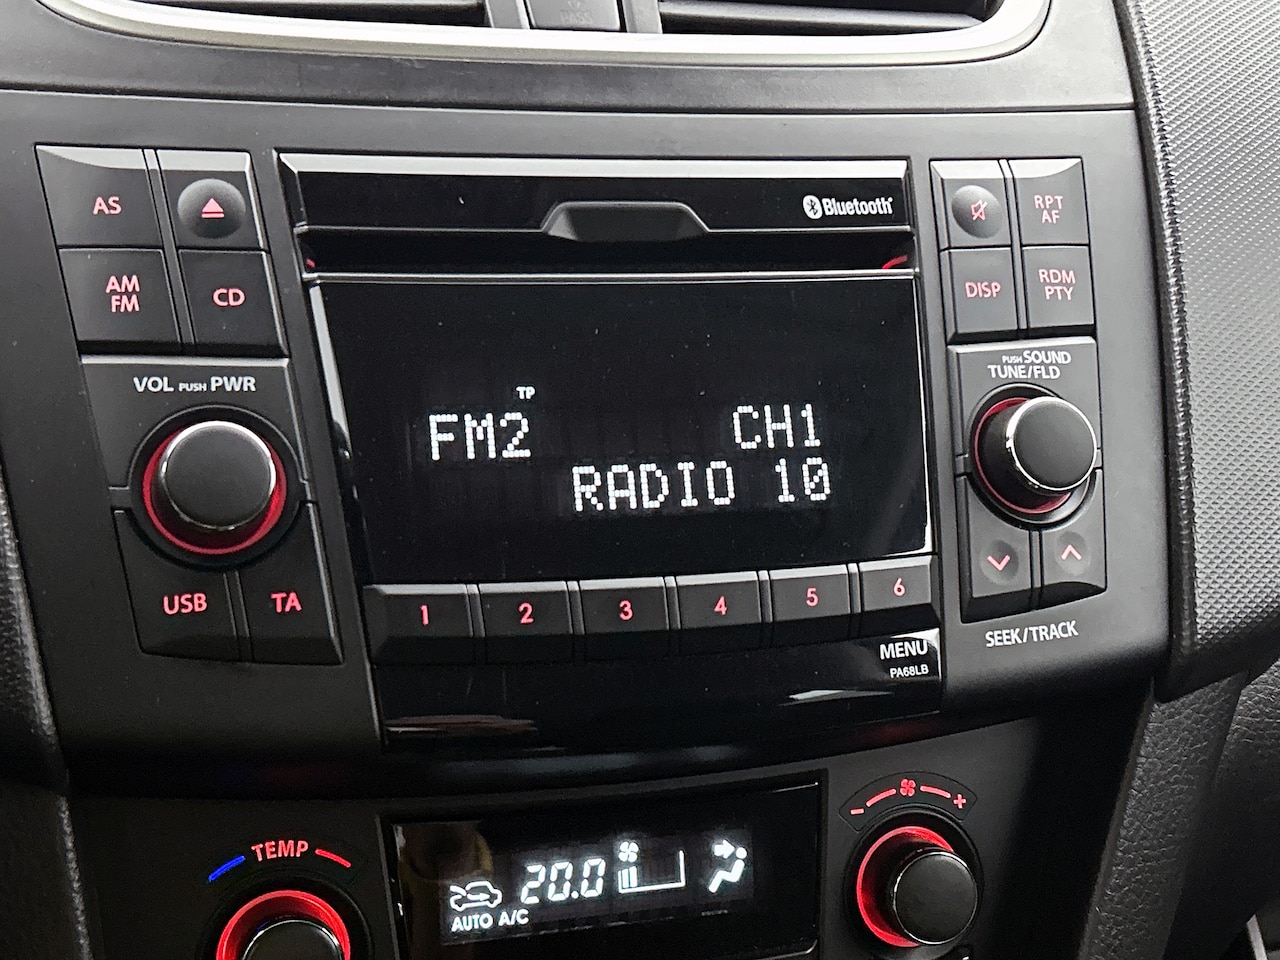 PASS
AS
Bluetooth
RPT
AF
AM
FM
CD
DISP
RDM
PTY
VOL PUSH PWR
PUSH SOUND
TUNE/FLD
TP
FM2 CH1
RADIO 10
USB
TA
1 2 3 4 5 6
SEEK/TRACK
MENU
PA68LB
TEMP
- +
20.0
AUTO A/C